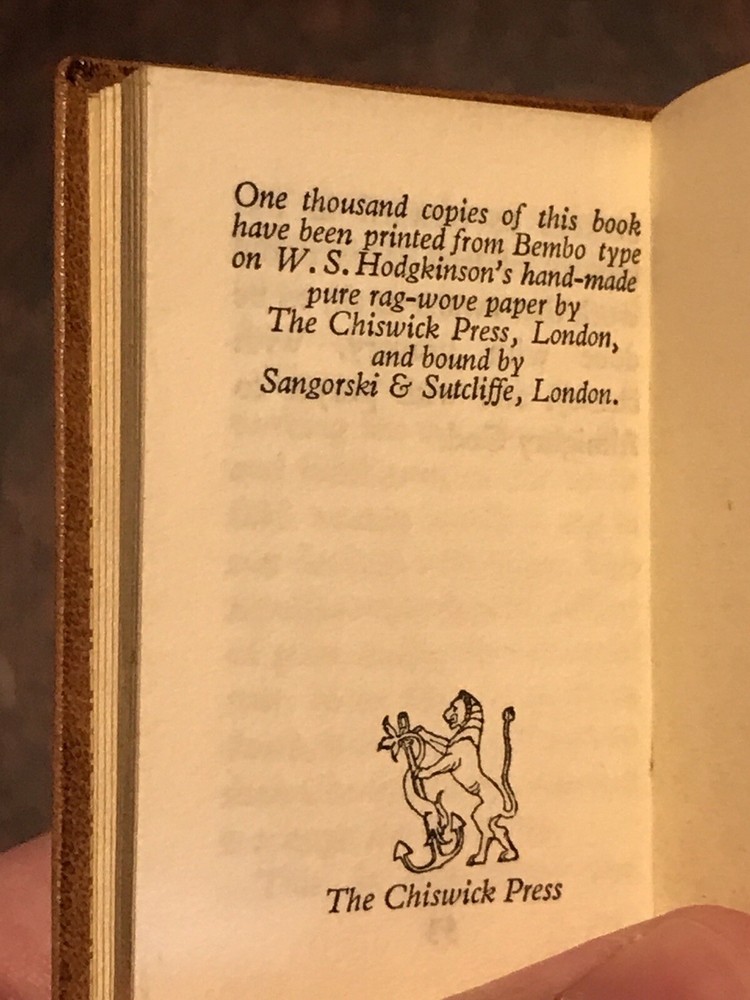 One thousand copies of this book
have been printed from Bembo type
on W. S. Hodgkinson's hand-made
pure rag-wove paper by
The Chiswick Press, London,
and bound by
Sangorski & Sutcliffe, London.
The Chiswick Press